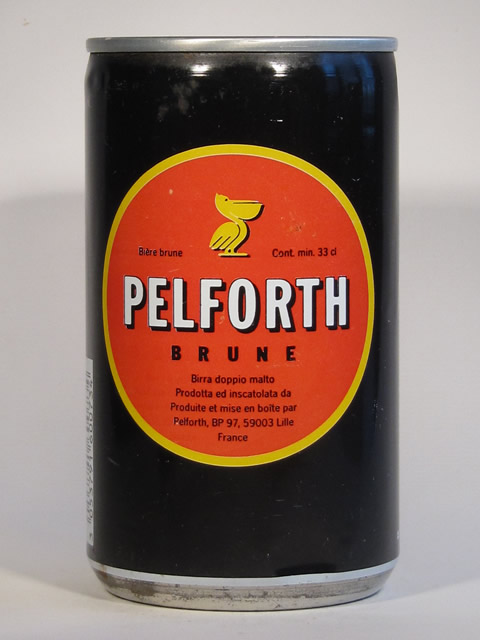 Bière brune Cont. min. 33 cl
PELFORTH
BRUNE
Birra doppio malto
Prodotta ed inscatolata da
Produite et mise en boîte par
Pelforth, BP 97, 59003 Lille
France